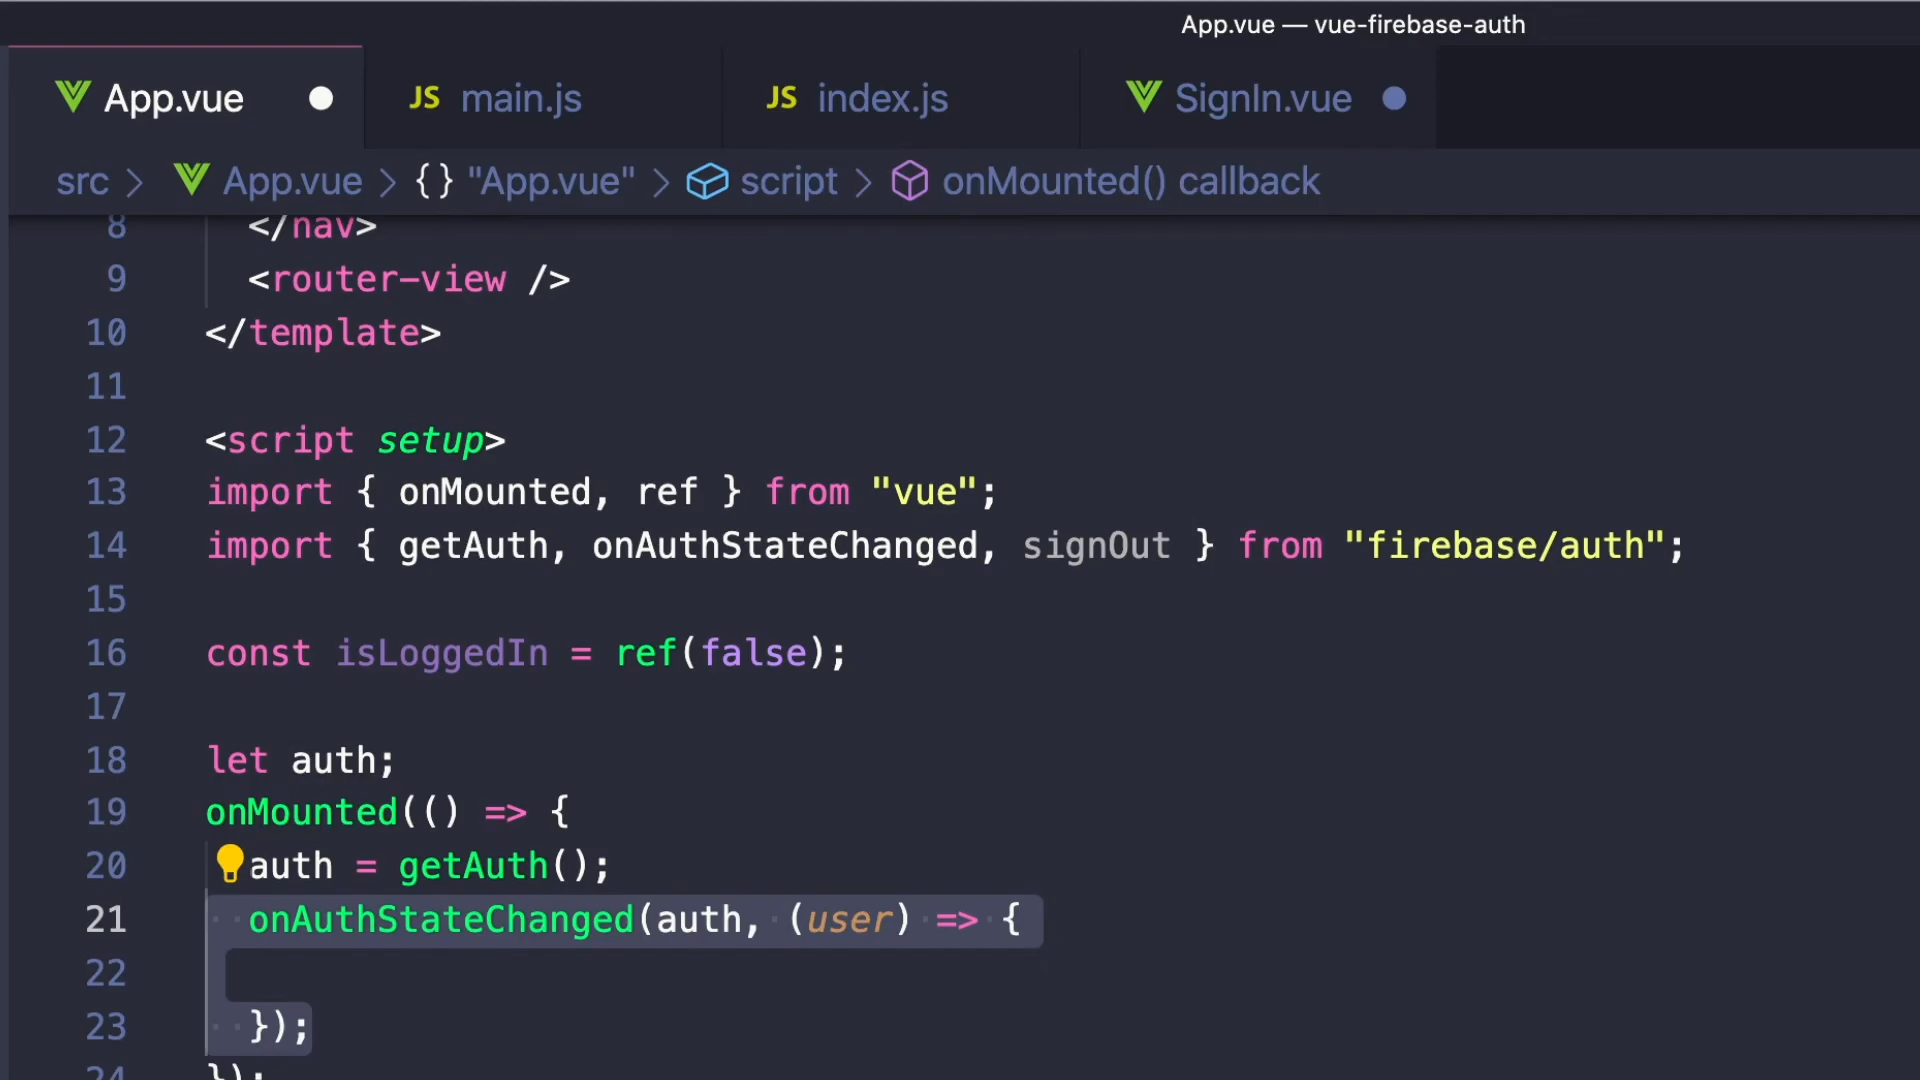 App.vue — vue-firebase-auth
App.vue JS main.js JS index.js SignIn.vue
src > App.vue > {} "App.vue" > script > onMounted() callback
8 </nav>
9 <router-view />
10 </template>
11
12 <script setup>
13 import { onMounted, ref } from "vue";
14 import { getAuth, onAuthStateChanged, signOut } from "firebase/auth";
15
16 const isLoggedIn = ref(false);
17
18 let auth;
19 onMounted(() => {
20 auth = getAuth();
21 onAuthStateChanged(auth, (user) => {
22
23 });
24 });